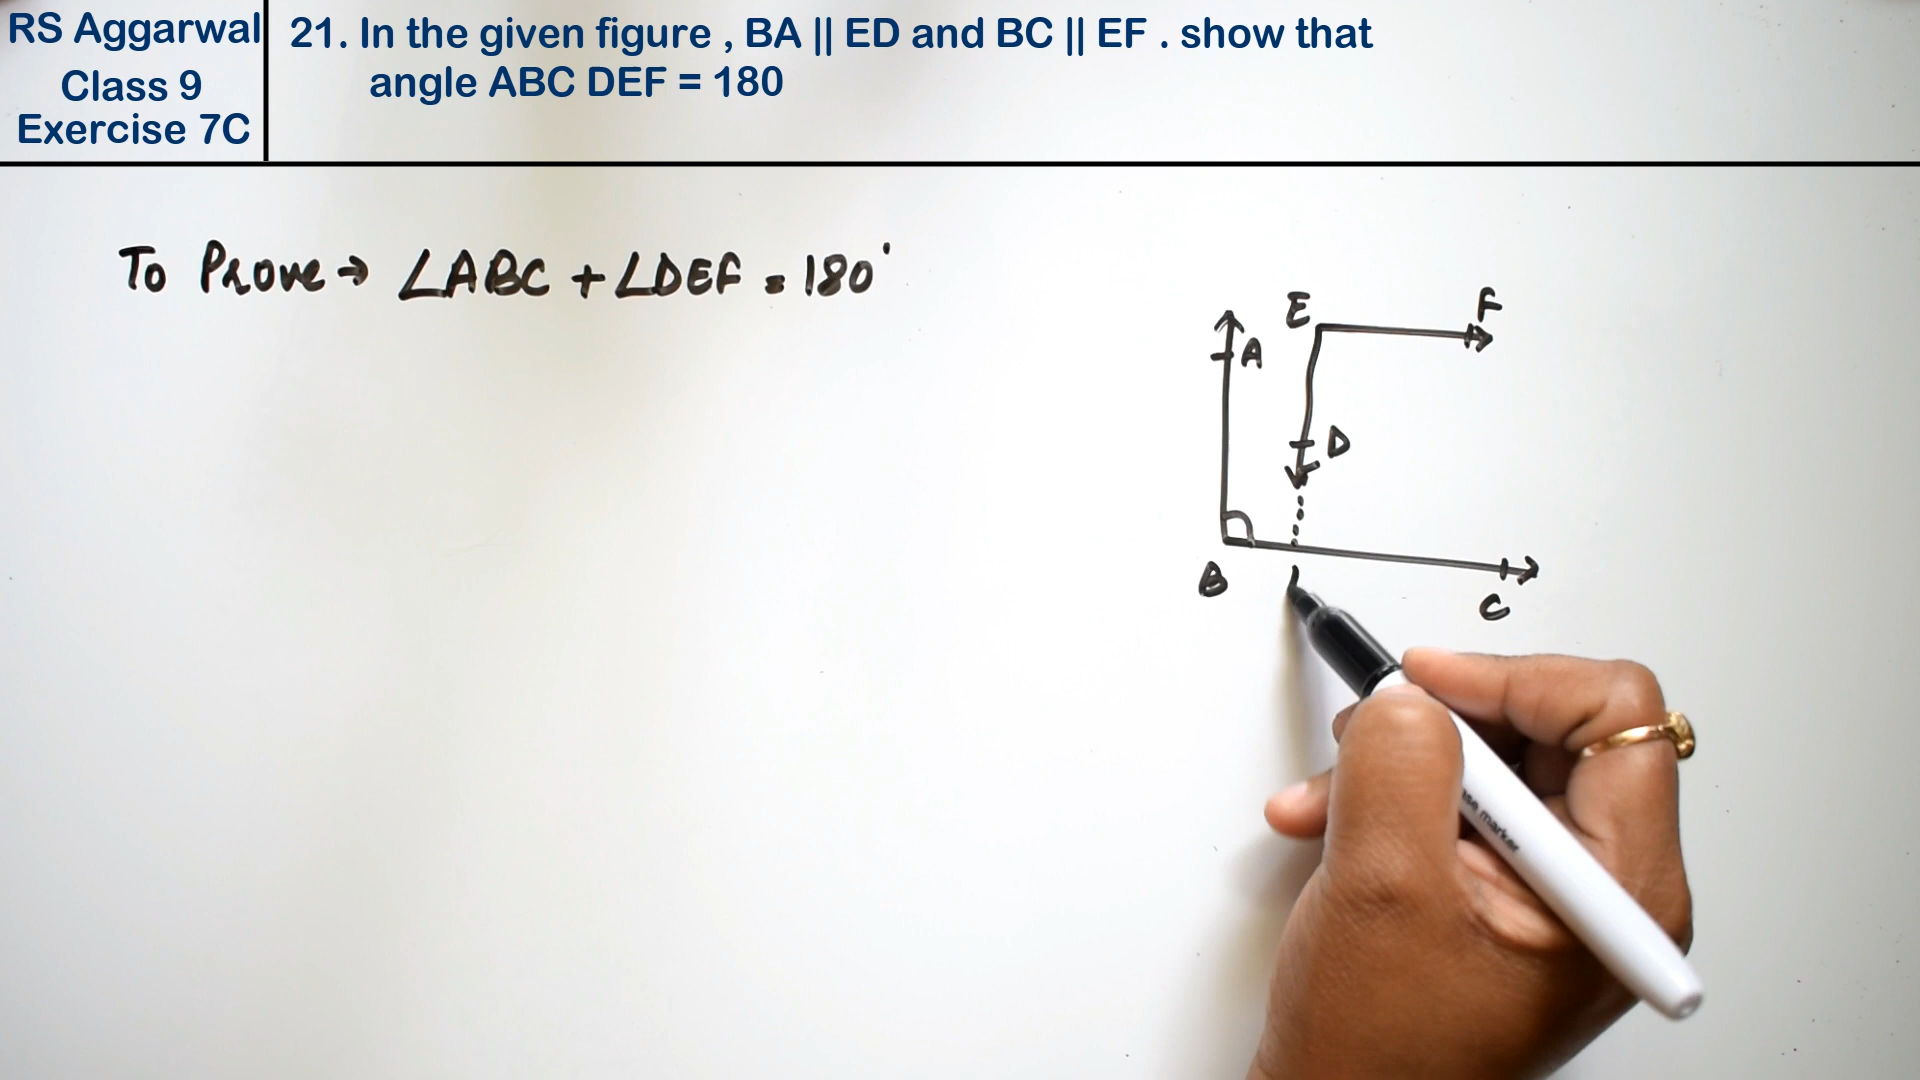 RS Aggarwal
Class 9
Exercise 7C
21. In the given figure , BA || ED and BC || EF . show that
angle ABC DEF = 180
To Prove → ∠ABC + ∠DEF = 180°
E
F
A
D
B
C